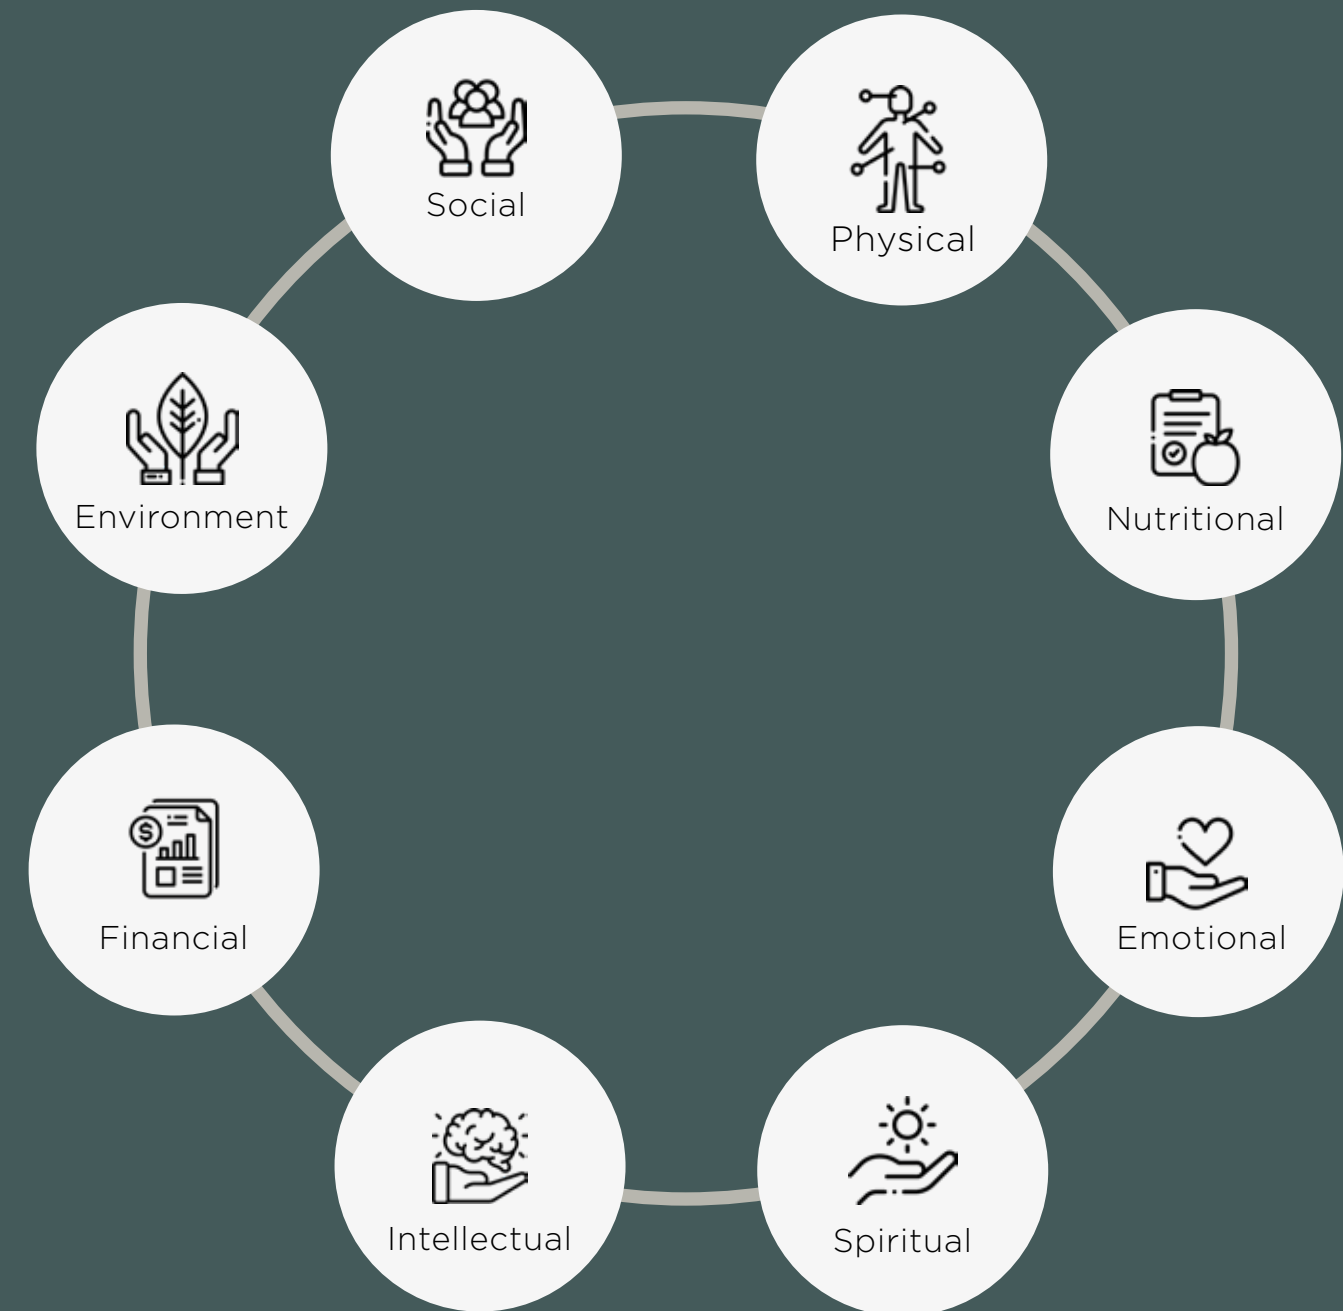 Social
Physical
Environment
Nutritional
Financial
Emotional
Intellectual
Spiritual